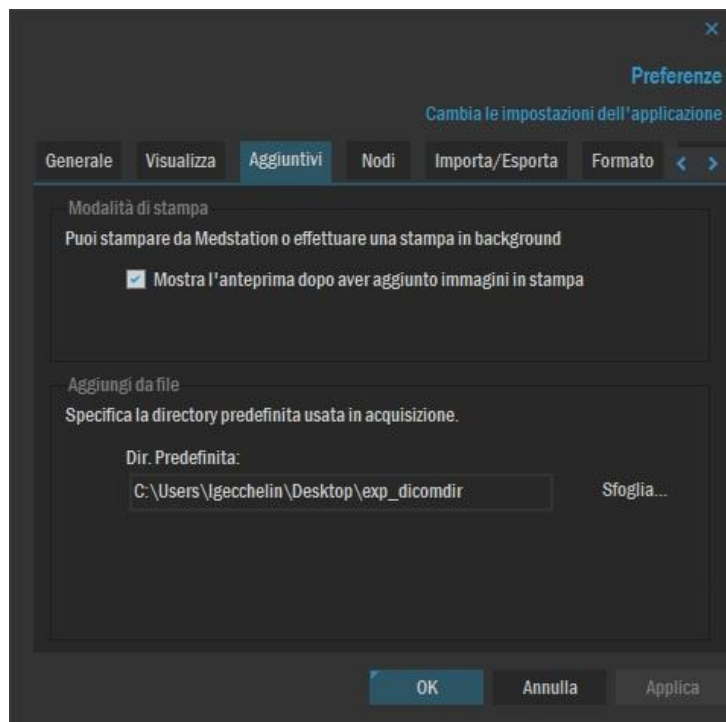 Preferenze
Cambia le impostazioni dell'applicazione
Generale Visualizza Aggiuntivi Nodi Importa/Esporta Formato
Modalità di stampa
Puoi stampare da Medstation o effettuare una stampa in background
Mostra l'anteprima dopo aver aggiunto immagini in stampa
Aggiungi da file
Specifica la directory predefinita usata in acquisizione.
Dir. Predefinita:
C:\Users\lgecchelin\Desktop\exp_dicomdir Sfoglia...
OK Annulla Applica